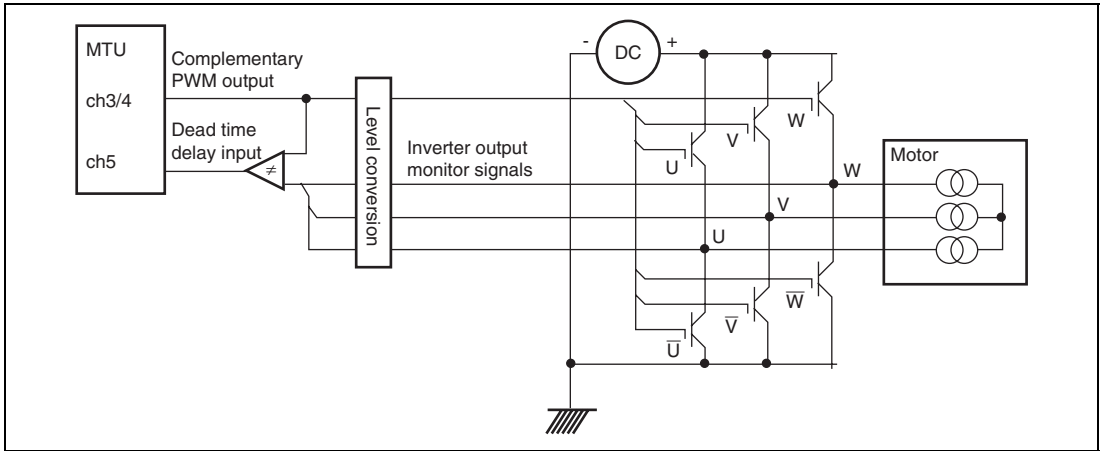 MTU
ch3/4
ch5
Complementary
PWM output
Dead time
delay input
≠
Level conversion
Inverter output
monitor signals
-
DC
+
W
V
U
W
V
U
W̅
V̅
U̅
Motor